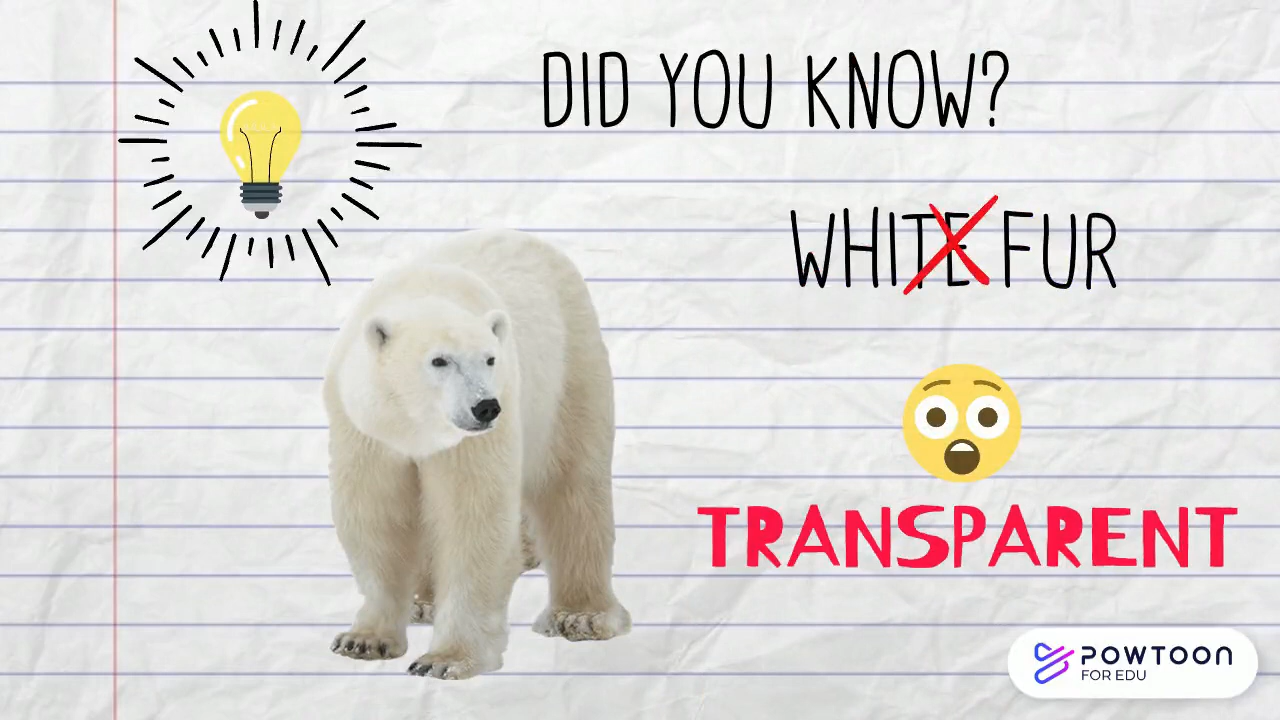 DID YOU KNOW?
WHITE FUR
TRANSPARENT
POWTOON
FOR EDU